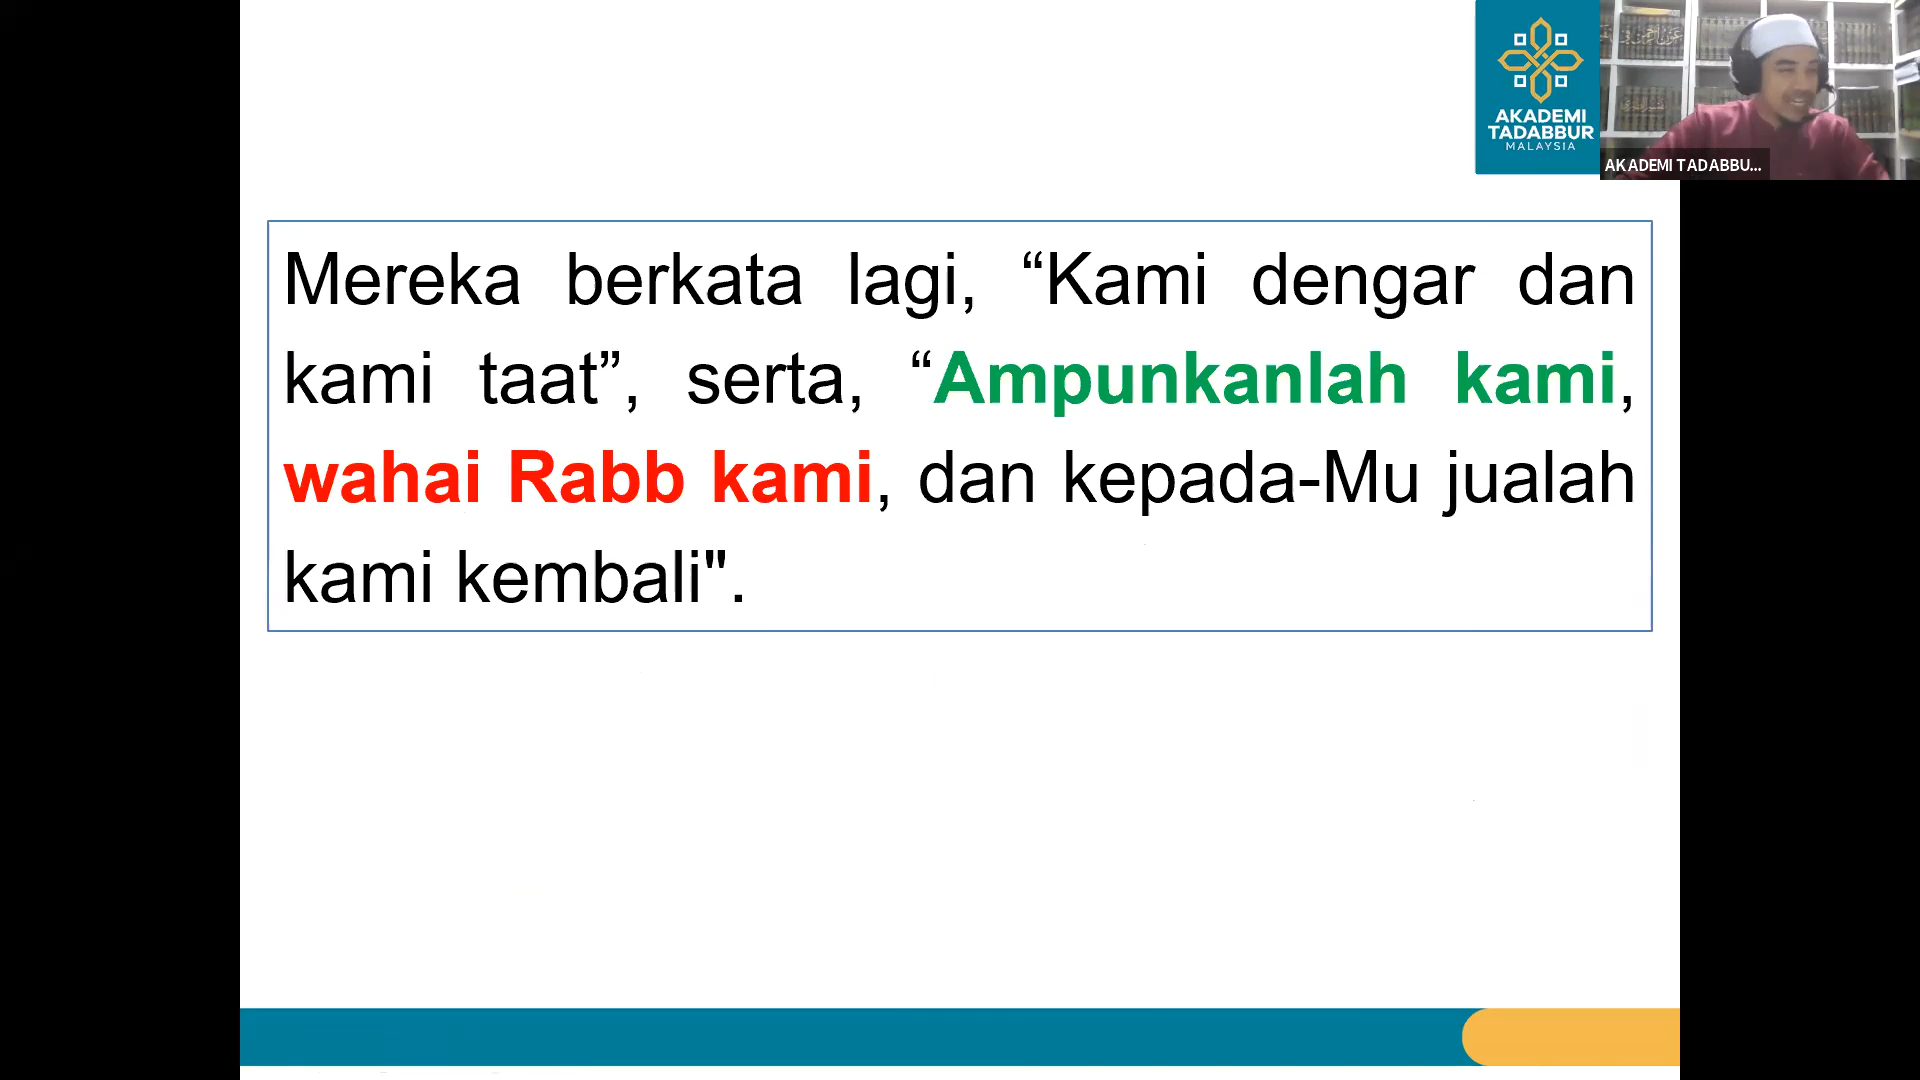 AKADEMI
TADABBUR
MALAYSIA
AKADEMI TADABBU...
Mereka berkata lagi, “Kami dengar dan
kami taat”, serta, “Ampunkanlah kami,
wahai Rabb kami, dan kepada-Mu jualah
kami kembali".